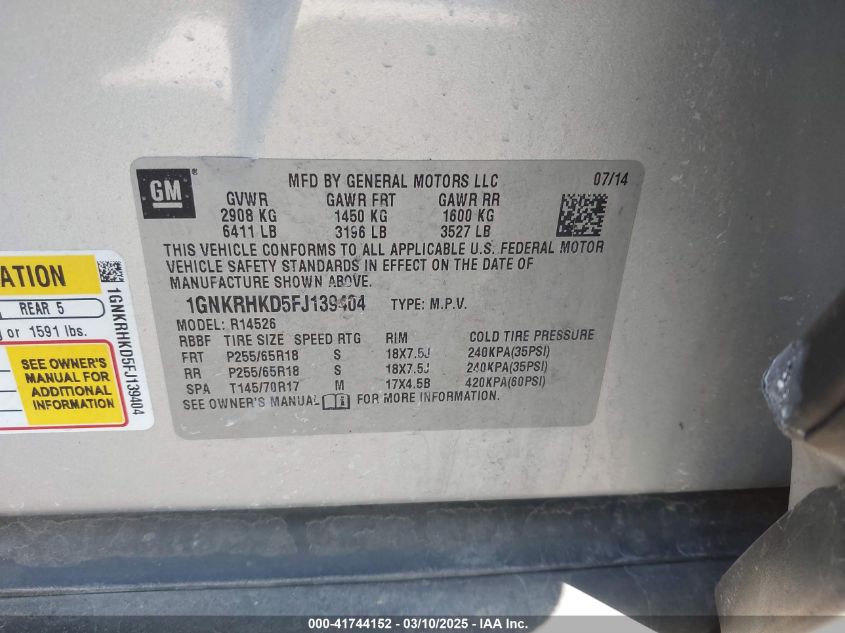 GM
MFD BY GENERAL MOTORS LLC 07/14
GVWR GAWR FRT GAWR RR
2908 KG 1450 KG 1600 KG
6411 LB 3196 LB 3527 LB
THIS VEHICLE CONFORMS TO ALL APPLICABLE U.S. FEDERAL MOTOR
VEHICLE SAFETY STANDARDS IN EFFECT ON THE DATE OF
MANUFACTURE SHOWN ABOVE.
1GNKRHKD5FJ139404 TYPE: M.P.V.
MODEL: R14526
RBBF TIRE SIZE SPEED RTG RIM COLD TIRE PRESSURE
FRT P255/65R18 S 18X7.5J 240KPA(35PSI)
RR P255/65R18 S 18X7.5J 240KPA(35PSI)
SPA T145/70R17 M 17X4.5B 420KPA(60PSI)
SEE OWNER'S MANUAL FOR MORE INFORMATION.
ATION
REAR 5
or 1591 lbs.
SEE OWNER'S
MANUAL FOR
ADDITIONAL
INFORMATION
1GNKRHKD5FJ139404
000-41744152 - 03/10/2025 - IAA Inc.